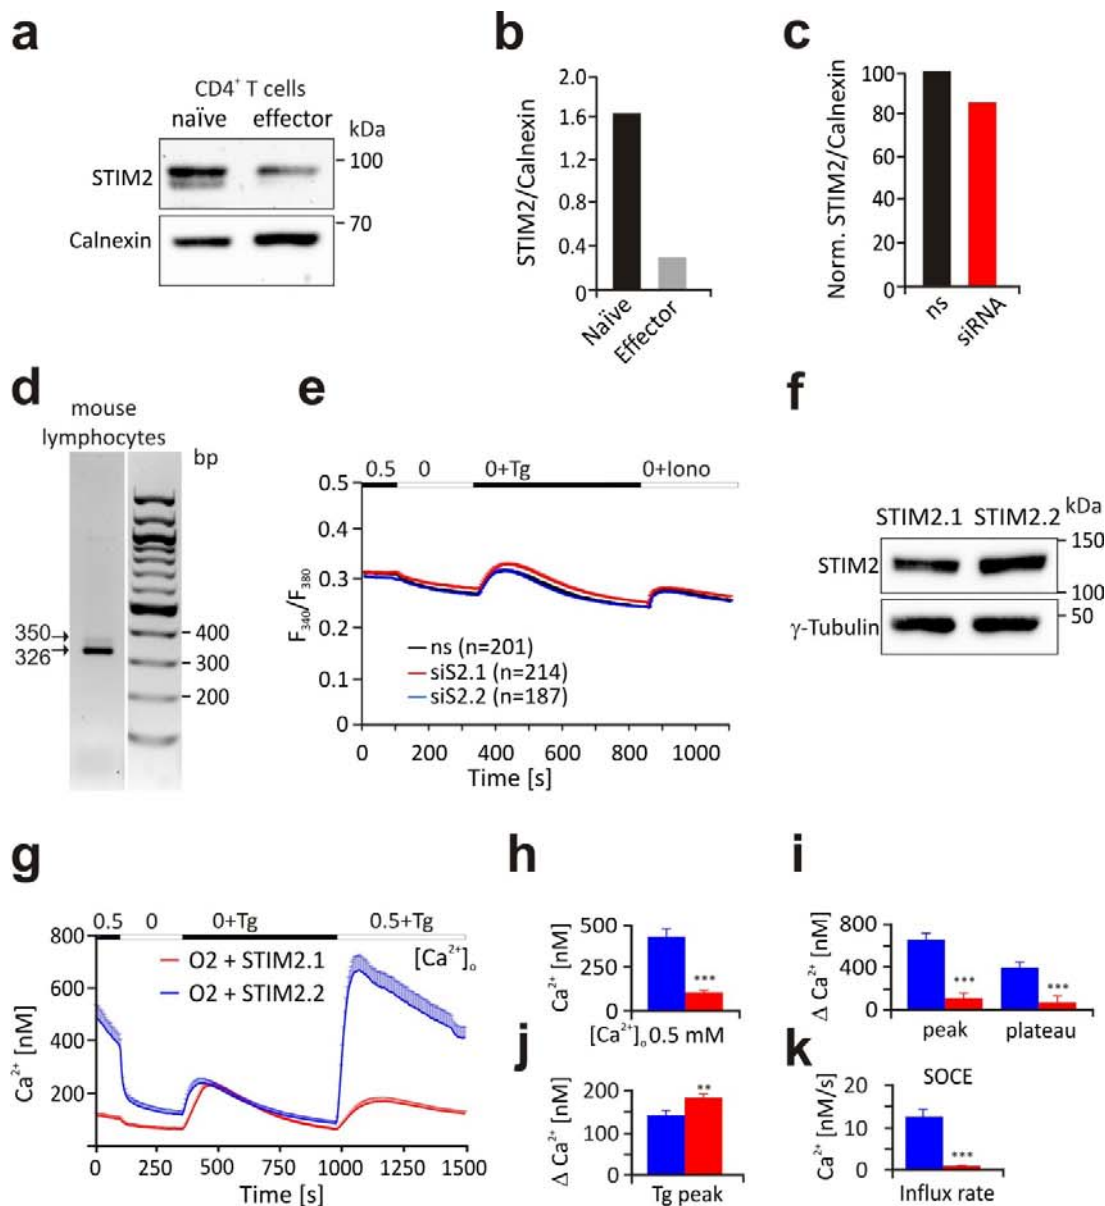 a
CD4⁺ T cells
naïve effector
kDa
STIM2
100
Calnexin
70
b
STIM2/Calnexin
2.0
1.6
1.2
0.8
0.4
0
Naïve
Effector
c
Norm. STIM2/Calnexin
100
80
60
40
20
0
ns
siRNA
d
mouse
lymphocytes
bp
350
326
400
300
200
e
0.5 0 0+Tg 0+Iono
F₃₄₀/F₃₈₀
0.5
0.4
0.3
0.2
0.1
0
ns (n=201)
siS2.1 (n=214)
siS2.2 (n=187)
0 200 400 600 800 1000
Time [s]
f
STIM2.1 STIM2.2 kDa
STIM2
150
100
γ-Tubulin
50
g
0.5 0 0+Tg 0.5+Tg
[Ca²⁺]ₒ
Ca²⁺ [nM]
800
600
400
200
O2 + STIM2.1
O2 + STIM2.2
0 250 500 750 1000 1500
Time [s]
h
Ca²⁺ [nM]
500
250
0
***
[Ca²⁺]ₒ 0.5 mM
i
Δ Ca²⁺ [nM]
800
400
0
***
***
peak plateau
j
Δ Ca²⁺ [nM]
200
100
0
**
Tg peak
k
SOCE
Ca²⁺ [nM/s]
20
10
0
***
Influx rate